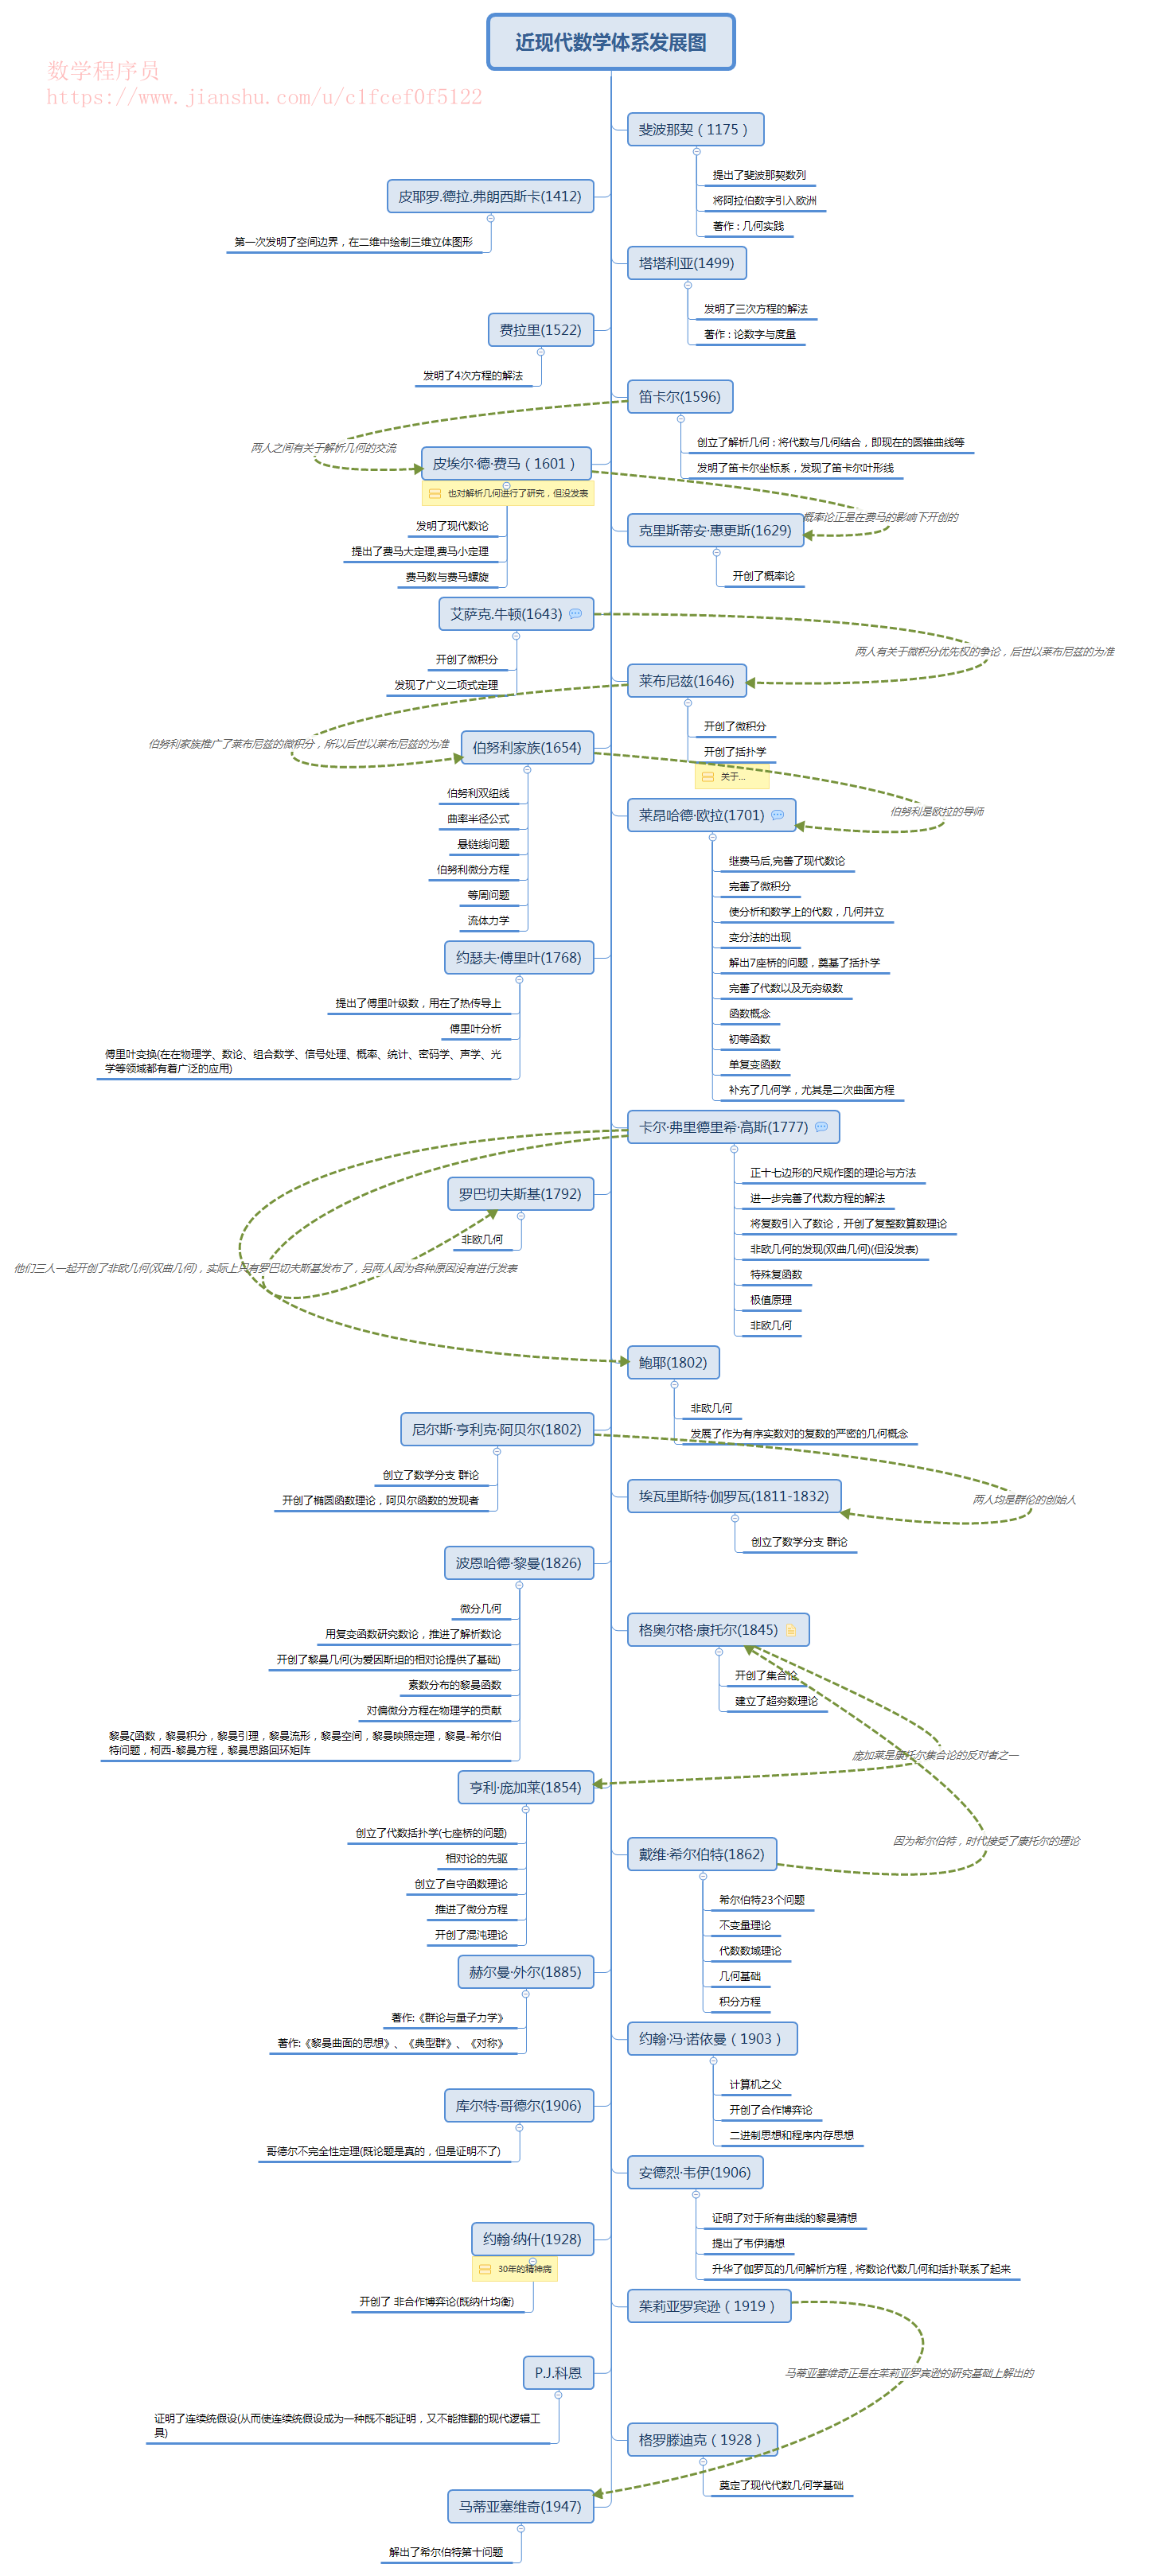 近现代数学体系发展图
数学程序员
https://www.jianshu.com/u/c1fcef0f5122
斐波那契（1175）
提出了斐波那契数列
将阿拉伯数字引入欧洲
著作：几何实践
皮耶罗.德拉.弗朗西斯卡(1412)
第一次发明了空间边界，在二维中绘制三维立体图形
塔塔利亚(1499)
发明了三次方程的解法
著作：论数字与度量
费拉里(1522)
发明了4次方程的解法
笛卡尔(1596)
创立了解析几何：将代数与几何结合，即现在的圆锥曲线等
发明了笛卡尔坐标系，发现了笛卡尔叶形线
两人之间有关于解析几何的交流
皮埃尔·德·费马（1601）
也对解析几何进行了研究，但没发表
发明了现代数论
提出了费马大定理,费马小定理
费马数与费马螺旋
概率论正是在费马的影响下开创的
克里斯蒂安·惠更斯(1629)
开创了概率论
艾萨克.牛顿(1643)
开创了微积分
发现了广义二项式定理
两人有关于微积分优先权的争论，后世以莱布尼兹的为准
莱布尼兹(1646)
开创了微积分
开创了括扑学
关于...
伯努利家族推广了莱布尼兹的微积分，所以后世以莱布尼兹的为准
伯努利家族(1654)
伯努利双纽线
曲率半径公式
悬链线问题
伯努利微分方程
等周问题
流体力学
伯努利是欧拉的导师
莱昂哈德·欧拉(1701)
继费马后,完善了现代数论
完善了微积分
使分析和数学上的代数，几何并立
变分法的出现
解出7座桥的问题，奠基了括扑学
完善了代数以及无穷级数
函数概念
初等函数
单复变函数
补充了几何学，尤其是二次曲面方程
约瑟夫·傅里叶(1768)
提出了傅里叶级数，用在了热传导上
傅里叶分析
傅里叶变换(在在物理学、数论、组合数学、信号处理、概率、统计、密码学、声学、光
学等领域都有着广泛的应用)
卡尔·弗里德里希·高斯(1777)
正十七边形的尺规作图的理论与方法
进一步完善了代数方程的解法
将复数引入了数论，开创了复整数算数理论
非欧几何的发现(双曲几何)(但没发表)
特殊复函数
极值原理
非欧几何
罗巴切夫斯基(1792)
非欧几何
他们三人一起开创了非欧几何(双曲几何)，实际上只有罗巴切夫斯基发布了，另两人因为各种原因没有进行发表
鲍耶(1802)
非欧几何
发展了作为有序实数对的复数的严密的几何概念
尼尔斯·亨利克·阿贝尔(1802)
创立了数学分支 群论
开创了椭圆函数理论，阿贝尔函数的发现者
埃瓦里斯特·伽罗瓦(1811-1832)
创立了数学分支 群论
两人均是群伦的创始人
波恩哈德·黎曼(1826)
微分几何
用复变函数研究数论，推进了解析数论
开创了黎曼几何(为爱因斯坦的相对论提供了基础)
素数分布的黎曼函数
对偏微分方程在物理学的贡献
黎曼ζ函数，黎曼积分，黎曼引理，黎曼流形，黎曼空间，黎曼映照定理，黎曼-希尔伯
特问题，柯西-黎曼方程，黎曼思路回环矩阵
格奥尔格·康托尔(1845)
开创了集合论
建立了超穷数理论
庞加莱是康托尔集合论的反对者之一
亨利·庞加莱(1854)
创立了代数括扑学(七座桥的问题)
相对论的先驱
创立了自守函数理论
推进了微分方程
开创了混沌理论
因为希尔伯特，时代接受了康托尔的理论
戴维·希尔伯特(1862)
希尔伯特23个问题
不变量理论
代数数域理论
几何基础
积分方程
赫尔曼·外尔(1885)
著作:《群论与量子力学》
著作:《黎曼曲面的思想》、《典型群》、《对称》
约翰·冯·诺依曼（1903）
计算机之父
开创了合作博弈论
二进制思想和程序内存思想
库尔特·哥德尔(1906)
哥德尔不完全性定理(既论题是真的，但是证明不了)
安德烈·韦伊(1906)
证明了对于所有曲线的黎曼猜想
提出了韦伊猜想
升华了伽罗瓦的几何解析方程，将数论代数几何和括扑联系了起来
约翰·纳什(1928)
30年的精神病
开创了 非合作博弈论(既纳什均衡)
茱莉亚罗宾逊（1919）
马蒂亚塞维奇正是在茱莉亚罗宾逊的研究基础上解出的
P.J.科恩
证明了连续统假设(从而使连续统假设成为一种既不能证明，又不能推翻的现代逻辑工
具)
格罗滕迪克（1928）
奠定了现代代数几何学基础
马蒂亚塞维奇(1947)
解出了希尔伯特第十问题